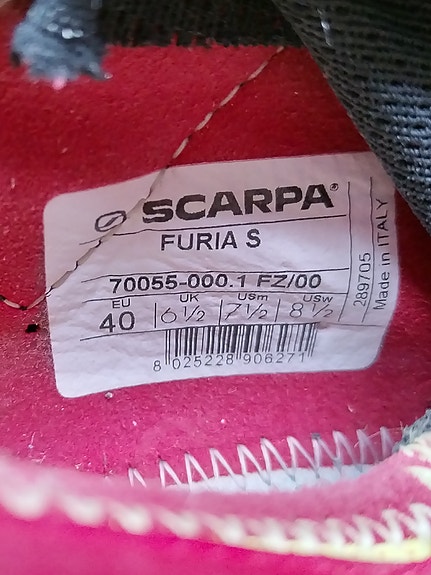 SCARPA®
FURIA S
70055-000.1 FZ/00
EU UK USm USw
40 6½ 7½ 8½
8 025228 906271
289705
Made in ITALY